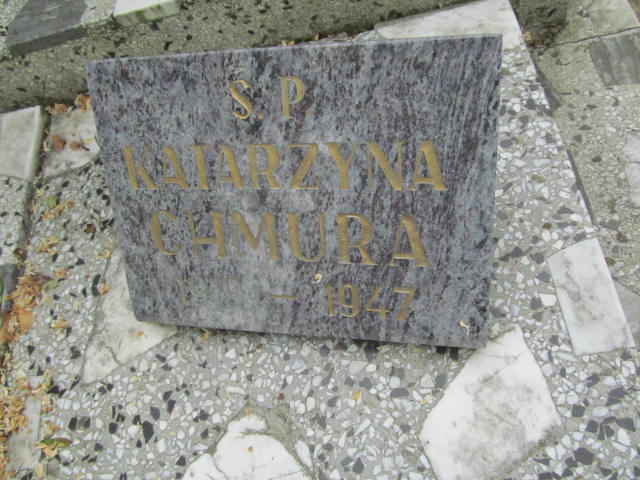 Ś. P.
KATARZYNA
CHMURA
— 1947